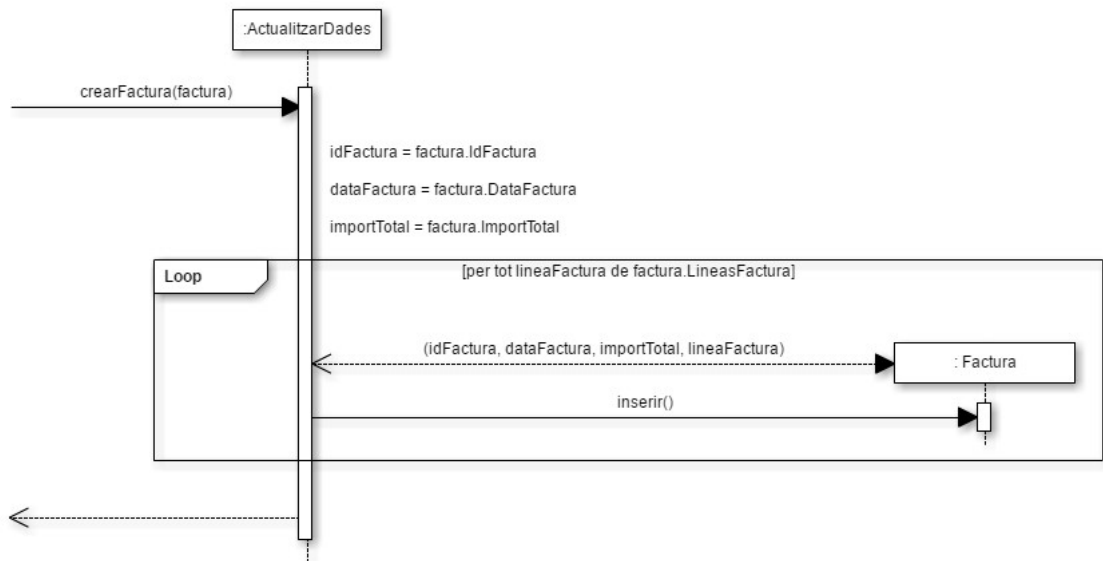 :ActualitzarDades
crearFactura(factura)
idFactura = factura.IdFactura
dataFactura = factura.DataFactura
importTotal = factura.ImportTotal
Loop
[per tot lineaFactura de factura.LineasFactura]
(idFactura, dataFactura, importTotal, lineaFactura)
: Factura
inserir()